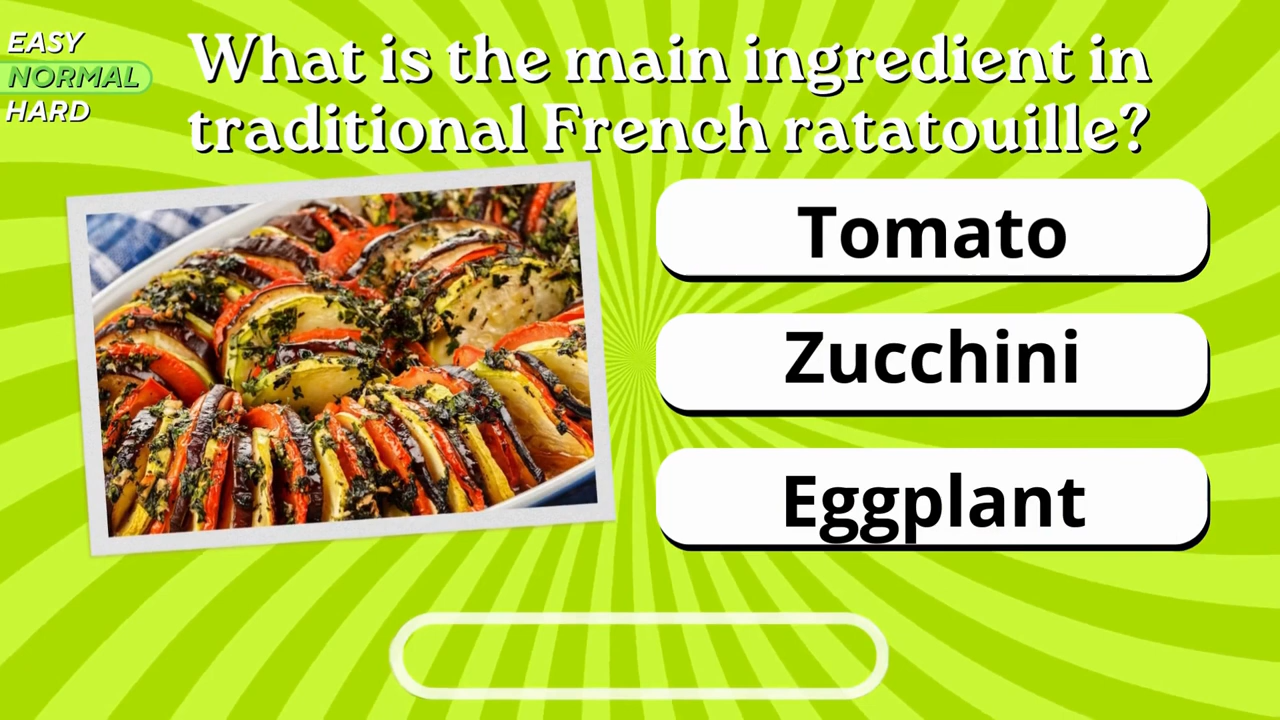 EASY
NORMAL
HARD
What is the main ingredient in
traditional French ratatouille?
Tomato
Zucchini
Eggplant